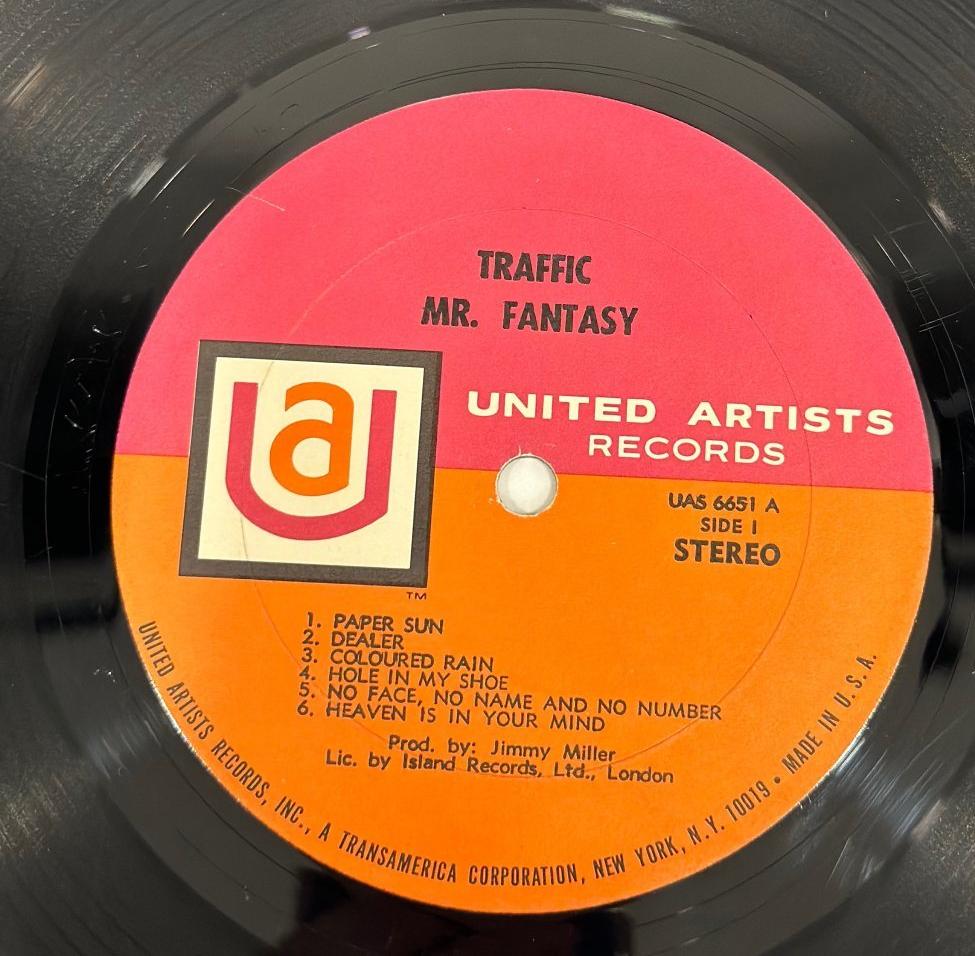 TRAFFIC
MR. FANTASY
Ua
TM
UNITED ARTISTS
RECORDS
UAS 6651 A
SIDE 1
STEREO
1. PAPER SUN
2. DEALER
3. COLOURED RAIN
4. HOLE IN MY SHOE
5. NO FACE, NO NAME AND NO NUMBER
6. HEAVEN IS IN YOUR MIND
Prod. by: Jimmy Miller
Lic. by Island Records, Ltd., London
UNITED ARTISTS RECORDS, INC., A TRANSAMERICA CORPORATION, NEW YORK, N.Y. 10019 • MADE IN U.S.A.